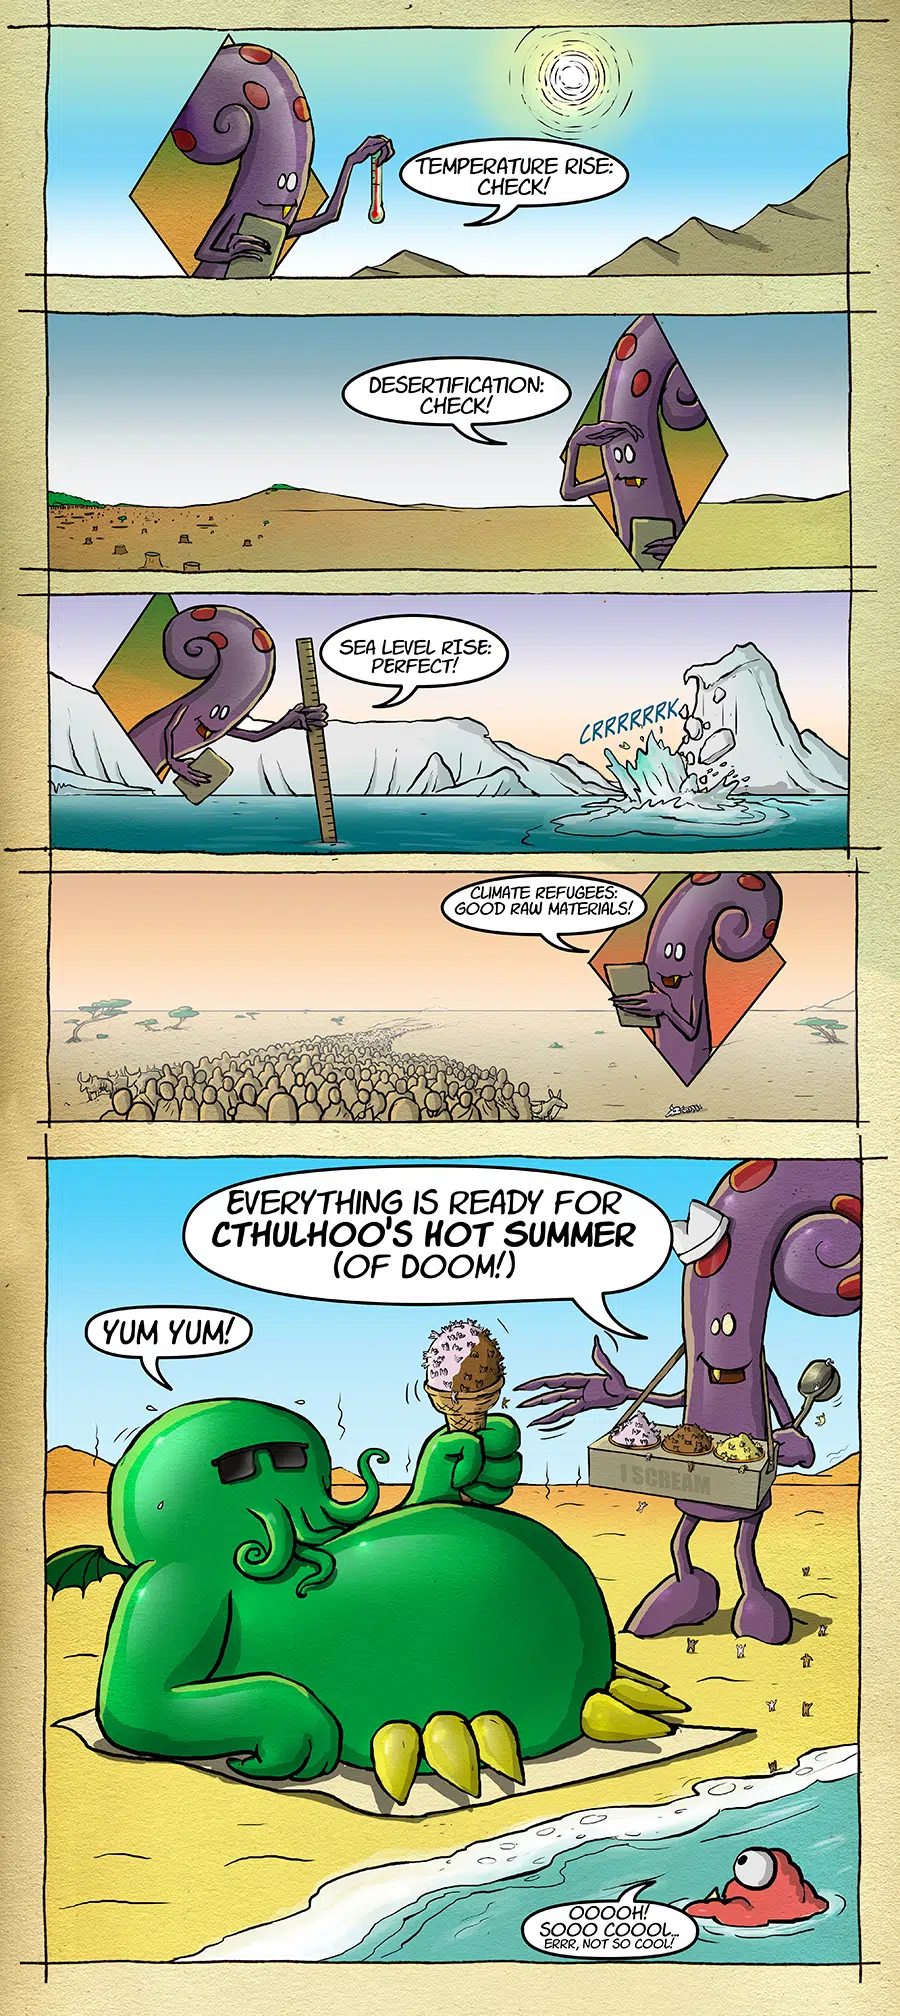 TEMPERATURE RISE:
CHECK!
DESERTIFICATION:
CHECK!
SEA LEVEL RISE:
PERFECT!
CRRRRRRK
CLIMATE REFUGEES:
GOOD RAW MATERIALS!
EVERYTHING IS READY FOR
CTHULHOO'S HOT SUMMER
(OF DOOM!)
YUM YUM!
I SCREAM
OOOOH!
SOOO COOOL...
ERRR, NOT SO COOL!